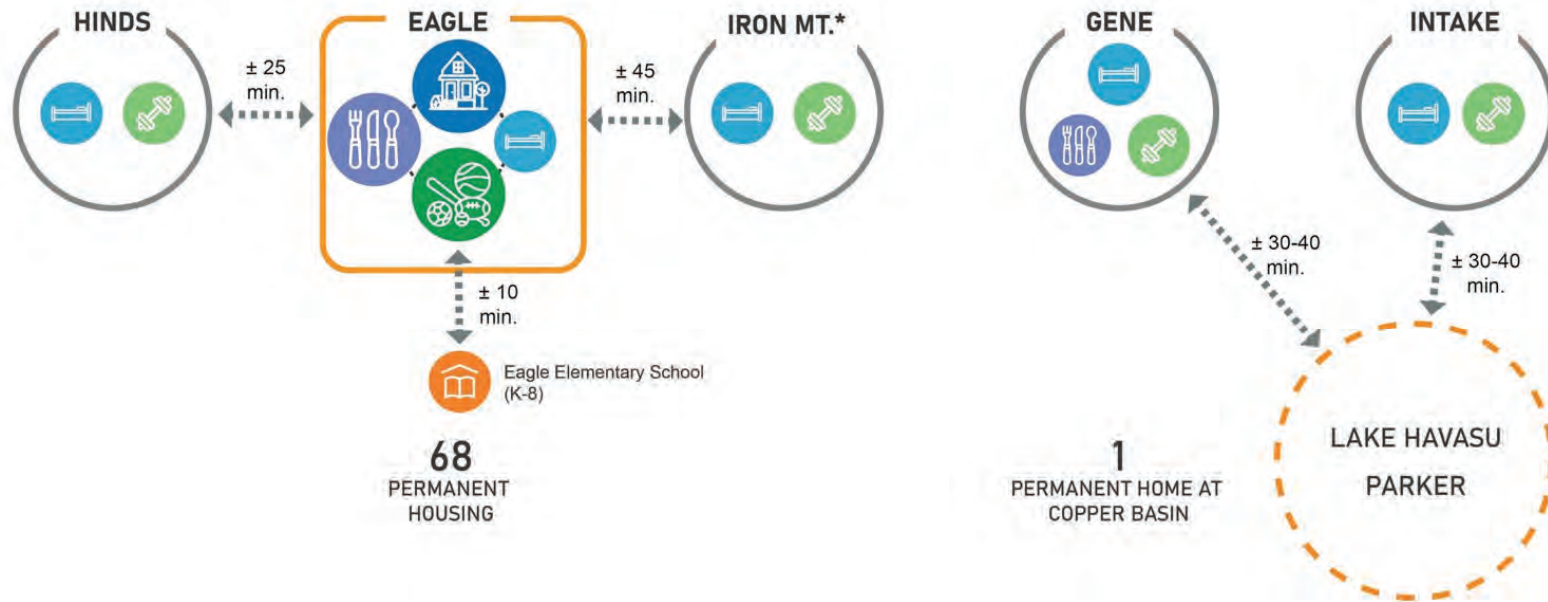 HINDS
EAGLE
IRON MT.*
GENE
INTAKE
± 25
min.
± 45
min.
± 10
min.
± 30-40
min.
± 30-40
min.
Eagle Elementary School
(K-8)
68
PERMANENT
HOUSING
1
PERMANENT HOME AT
COPPER BASIN
LAKE HAVASU
PARKER